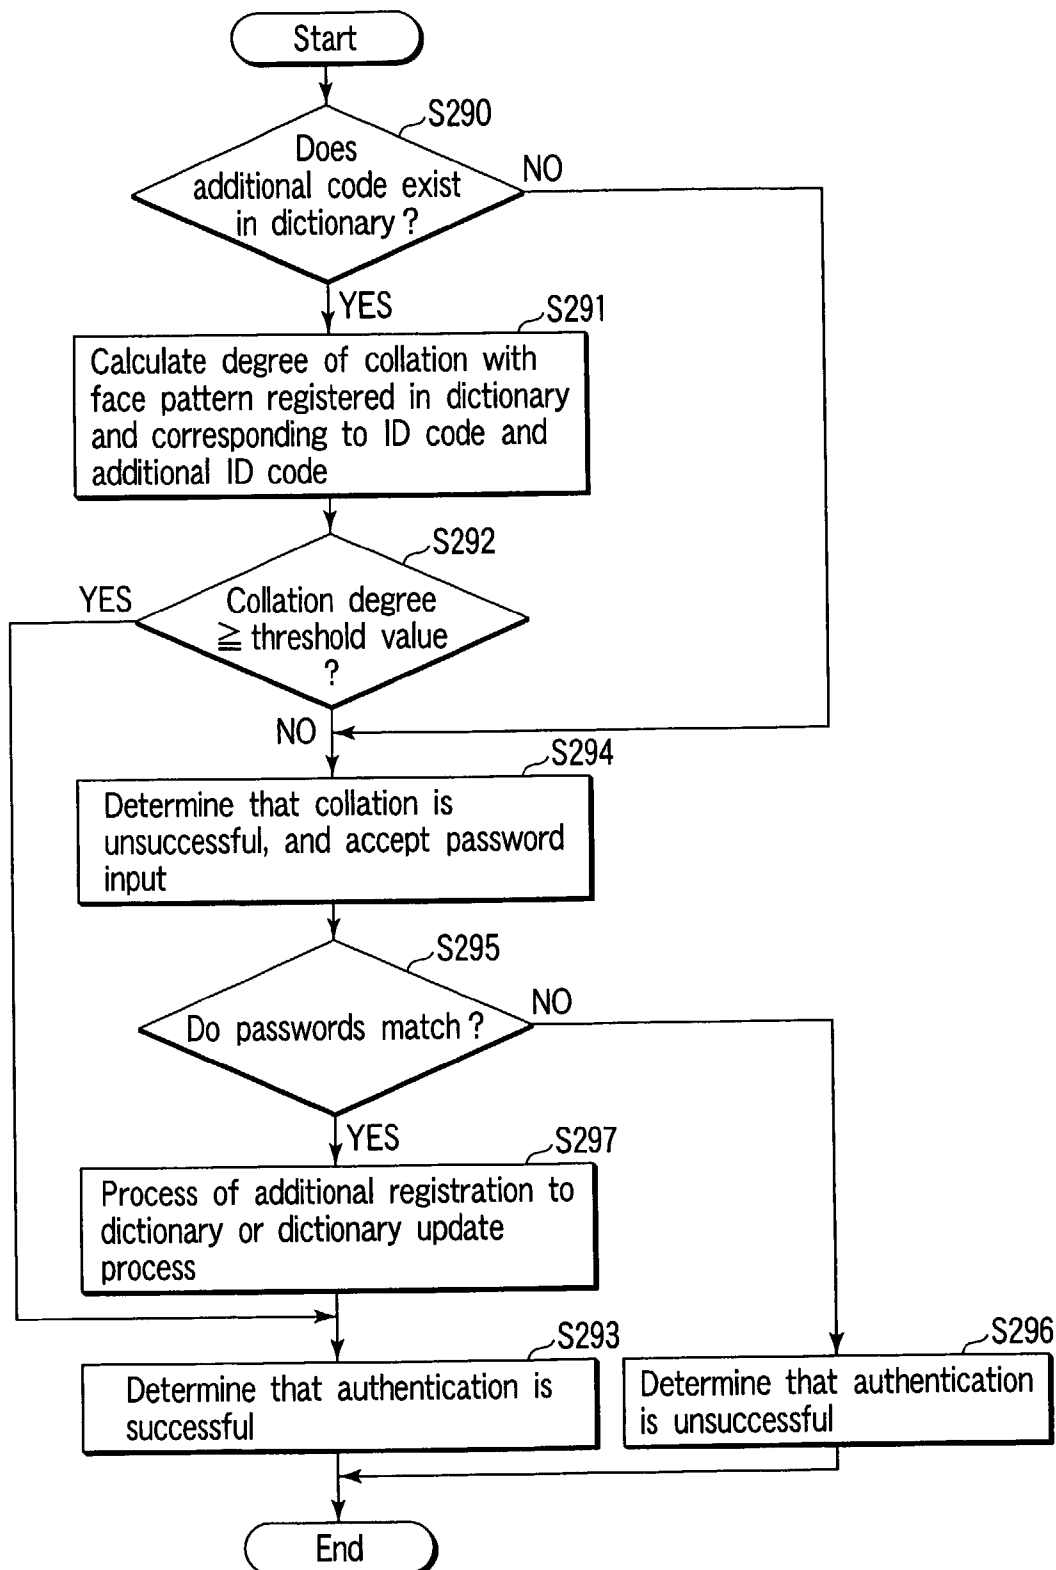 Start
S290
Does
additional code exist
in dictionary ?
NO
YES
S291
Calculate degree of collation with
face pattern registered in dictionary
and corresponding to ID code and
additional ID code
S292
YES
Collation degree
≧ threshold value
?
NO
S294
Determine that collation is
unsuccessful, and accept password
input
S295
NO
Do passwords match ?
YES
S297
Process of additional registration to
dictionary or dictionary update
process
S293
Determine that authentication is
successful
S296
Determine that authentication
is unsuccessful
End